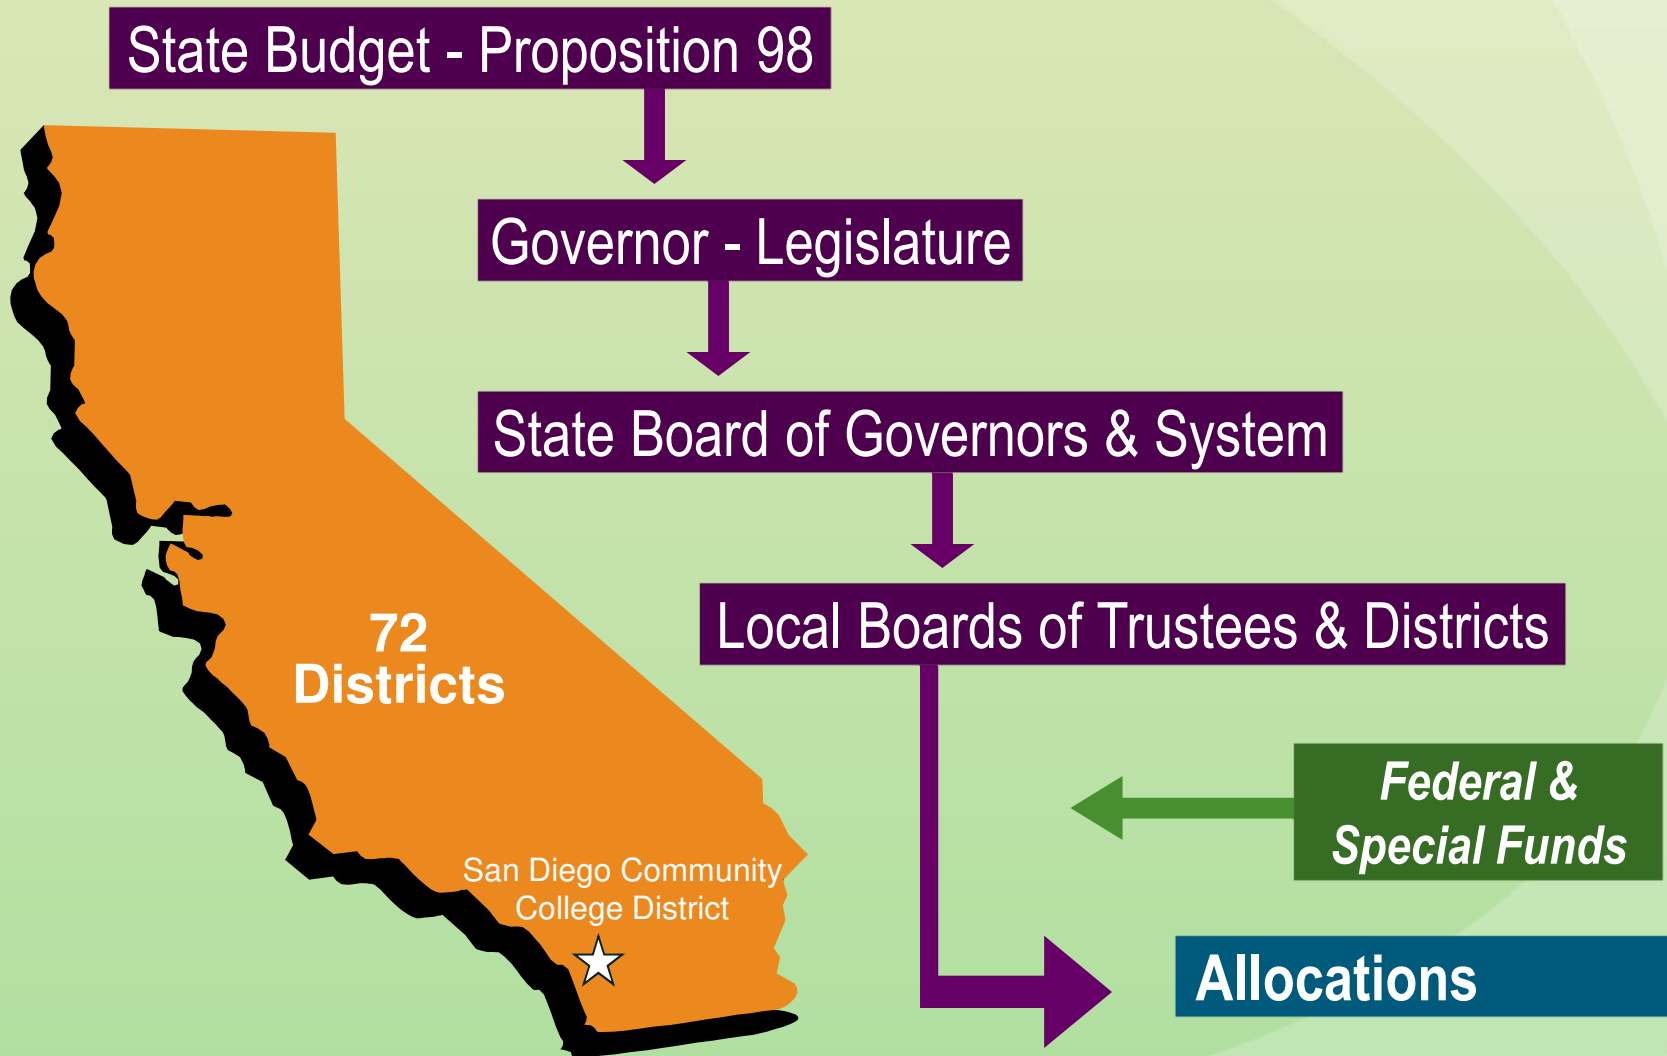 State Budget - Proposition 98
Governor - Legislature
State Board of Governors & System
Local Boards of Trustees & Districts
72
Districts
Federal &
Special Funds
San Diego Community
College District
Allocations